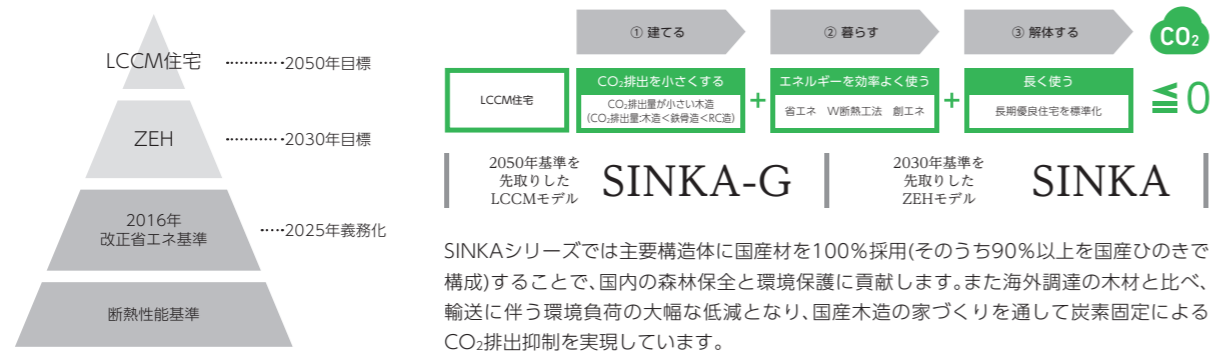 LCCM住宅 …………2050年目標
ZEH …………2030年目標
2016年
改正省エネ基準 ……2025年義務化
断熱性能基準
① 建てる
② 暮らす
③ 解体する
CO₂
LCCM住宅
CO₂排出を小さくする
CO₂排出量が小さい木造
(CO₂排出量:木造<鉄骨造<RC造)
+
エネルギーを効率よく使う
省エネ W断熱工法 創エネ
+
長く使う
長期優良住宅を標準化
≦0
2050年基準を
先取りした
LCCMモデル
SINKA-G
2030年基準を
先取りした
ZEHモデル
SINKA
SINKAシリーズでは主要構造体に国産材を100%採用(そのうち90%以上を国産ひのきで
構成)することで、国内の森林保全と環境保護に貢献します。また海外調達の木材と比べ、
輸送に伴う環境負荷の大幅な低減となり、国産木造の家づくりを通して炭素固定による
CO₂排出抑制を実現しています。